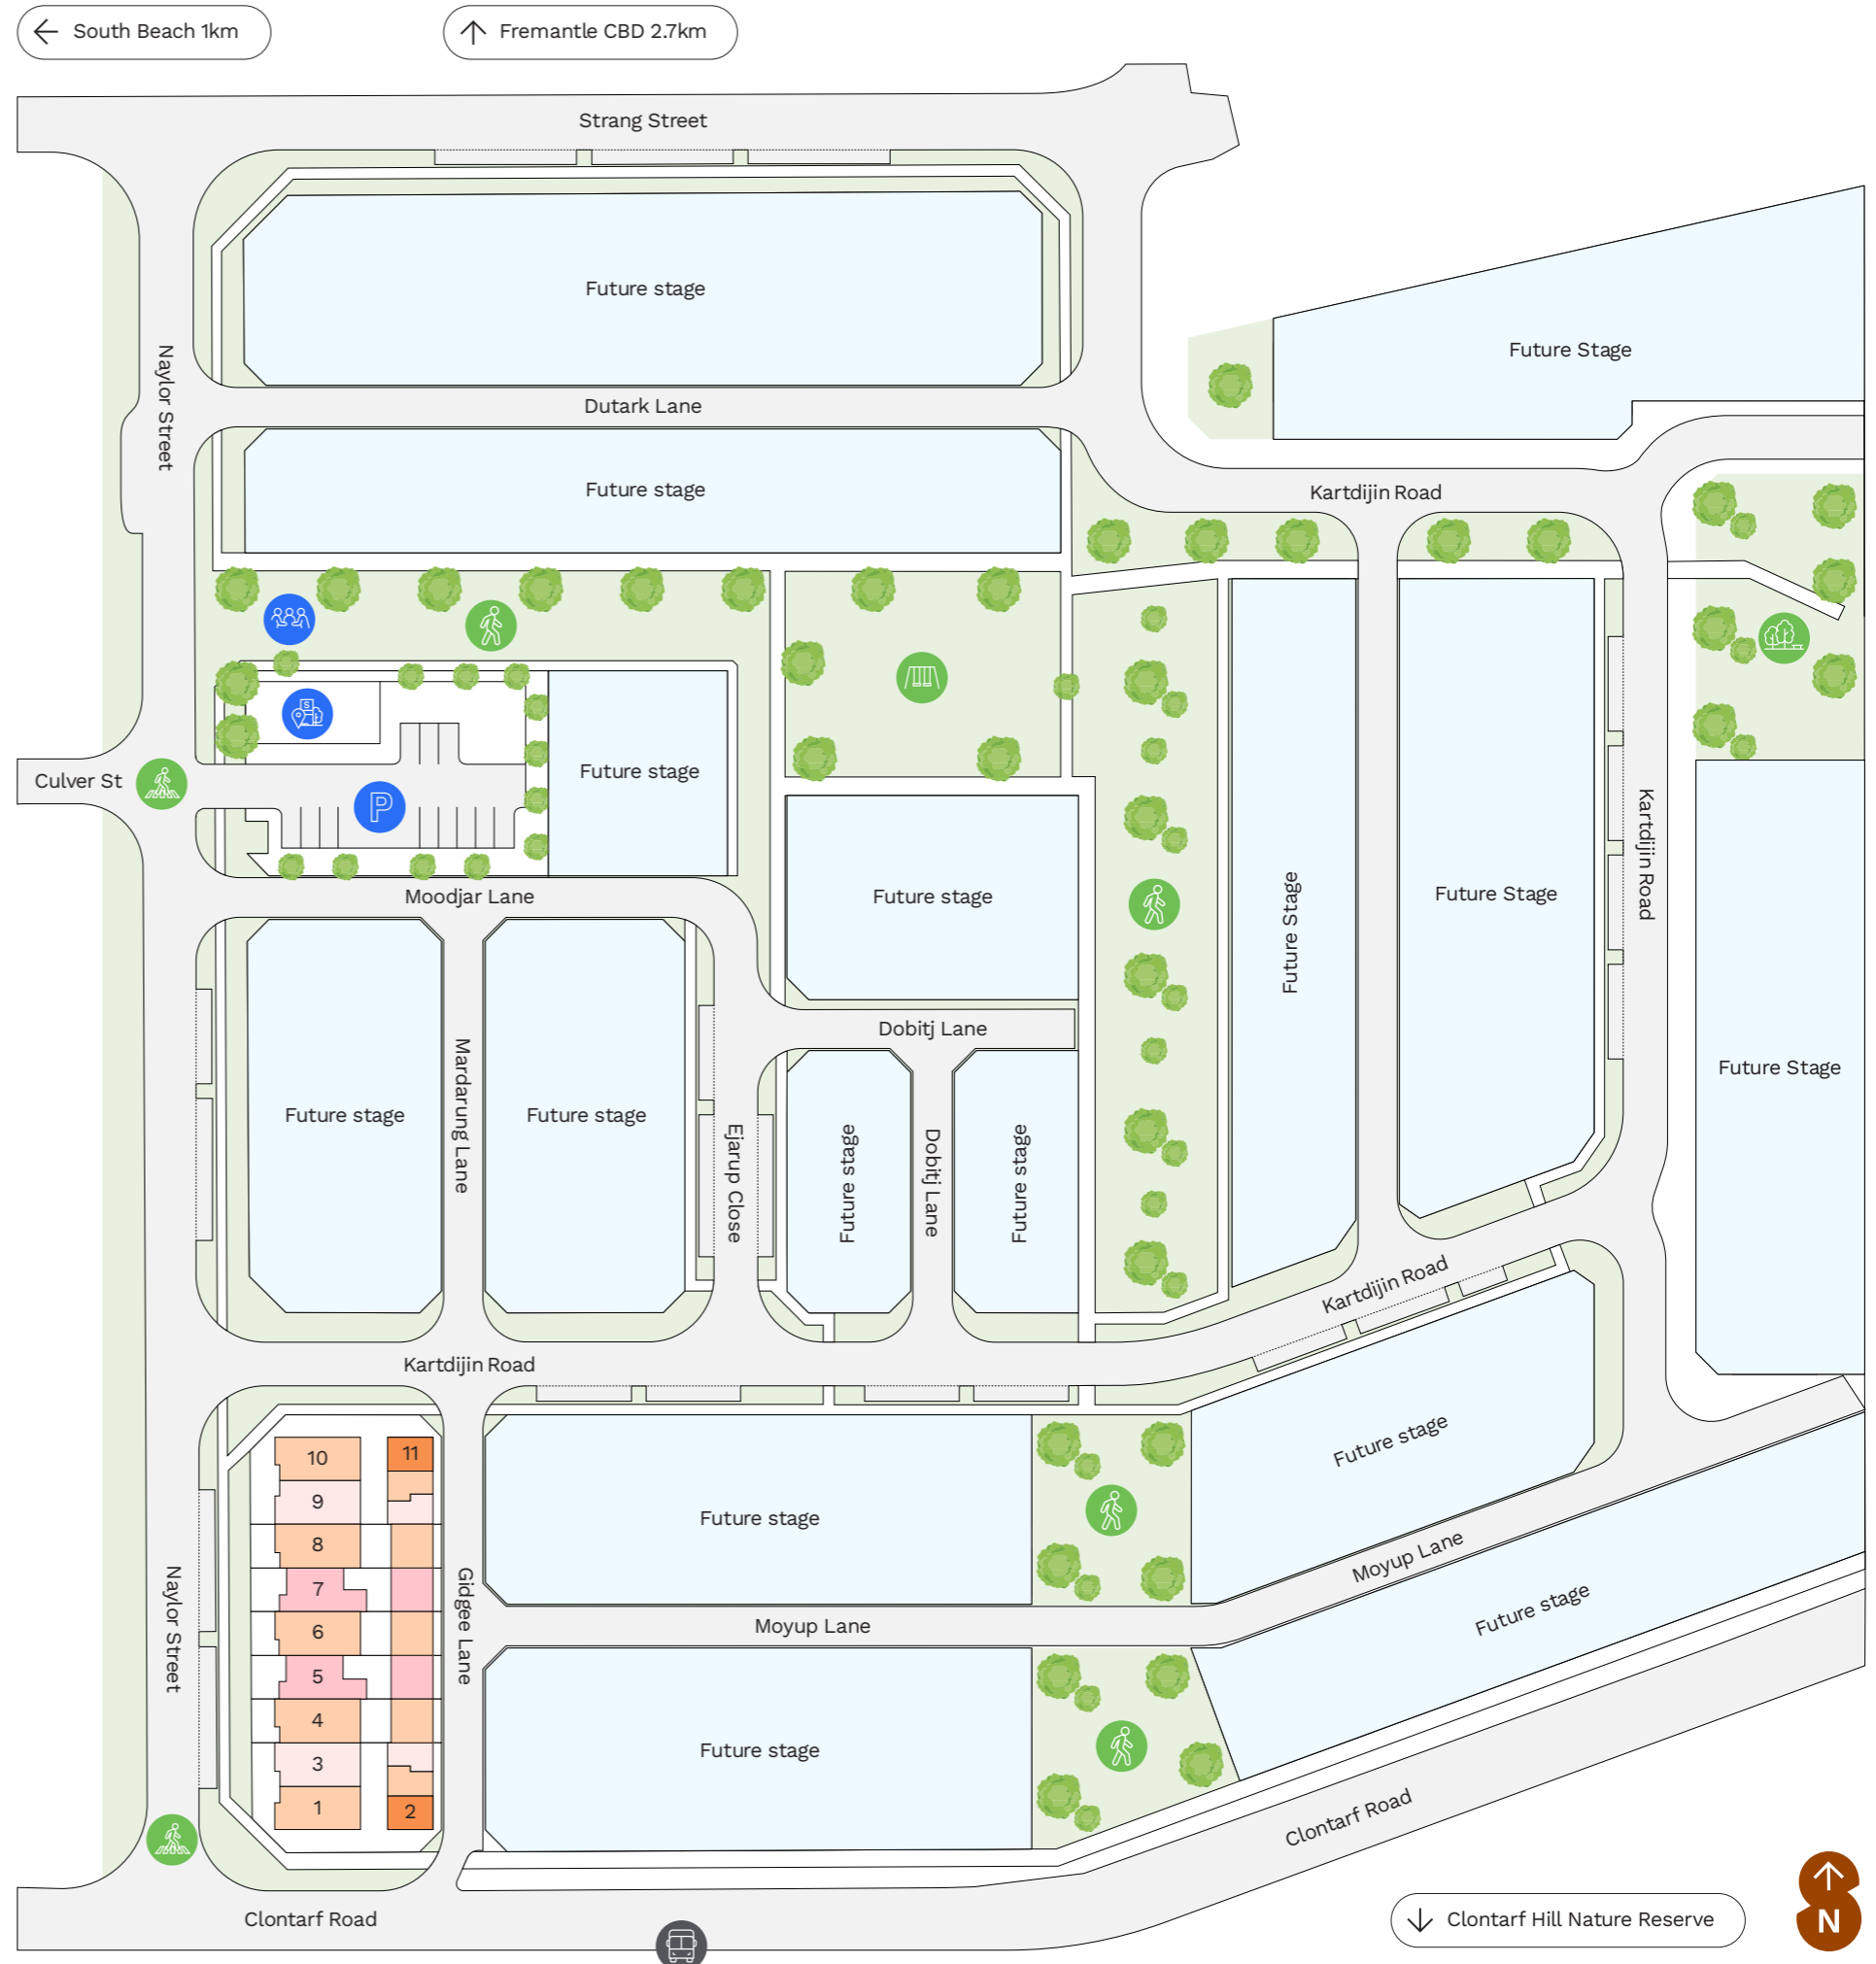 South Beach 1km
Fremantle CBD 2.7km
Strang Street
Future stage
Naylor Street
Future Stage
Dutark Lane
Future stage
Kartdijin Road
S
Future stage
Culver St
P
Kartdijin Road
Moodjar Lane
Future stage
Future Stage
Future Stage
Dobitj Lane
Mardarung Lane
Future Stage
Future stage
Future stage
Ejarup Close
Future stage
Dobitj Lane
Future stage
Kartdijin Road
Kartdijin Road
Future stage
10
11
9
Future stage
8
Moyup Lane
7
Gidgee Lane
Future stage
6
Moyup Lane
Naylor Street
5
4
Future stage
3
1
2
Clontarf Road
Clontarf Road
Clontarf Hill Nature Reserve
N